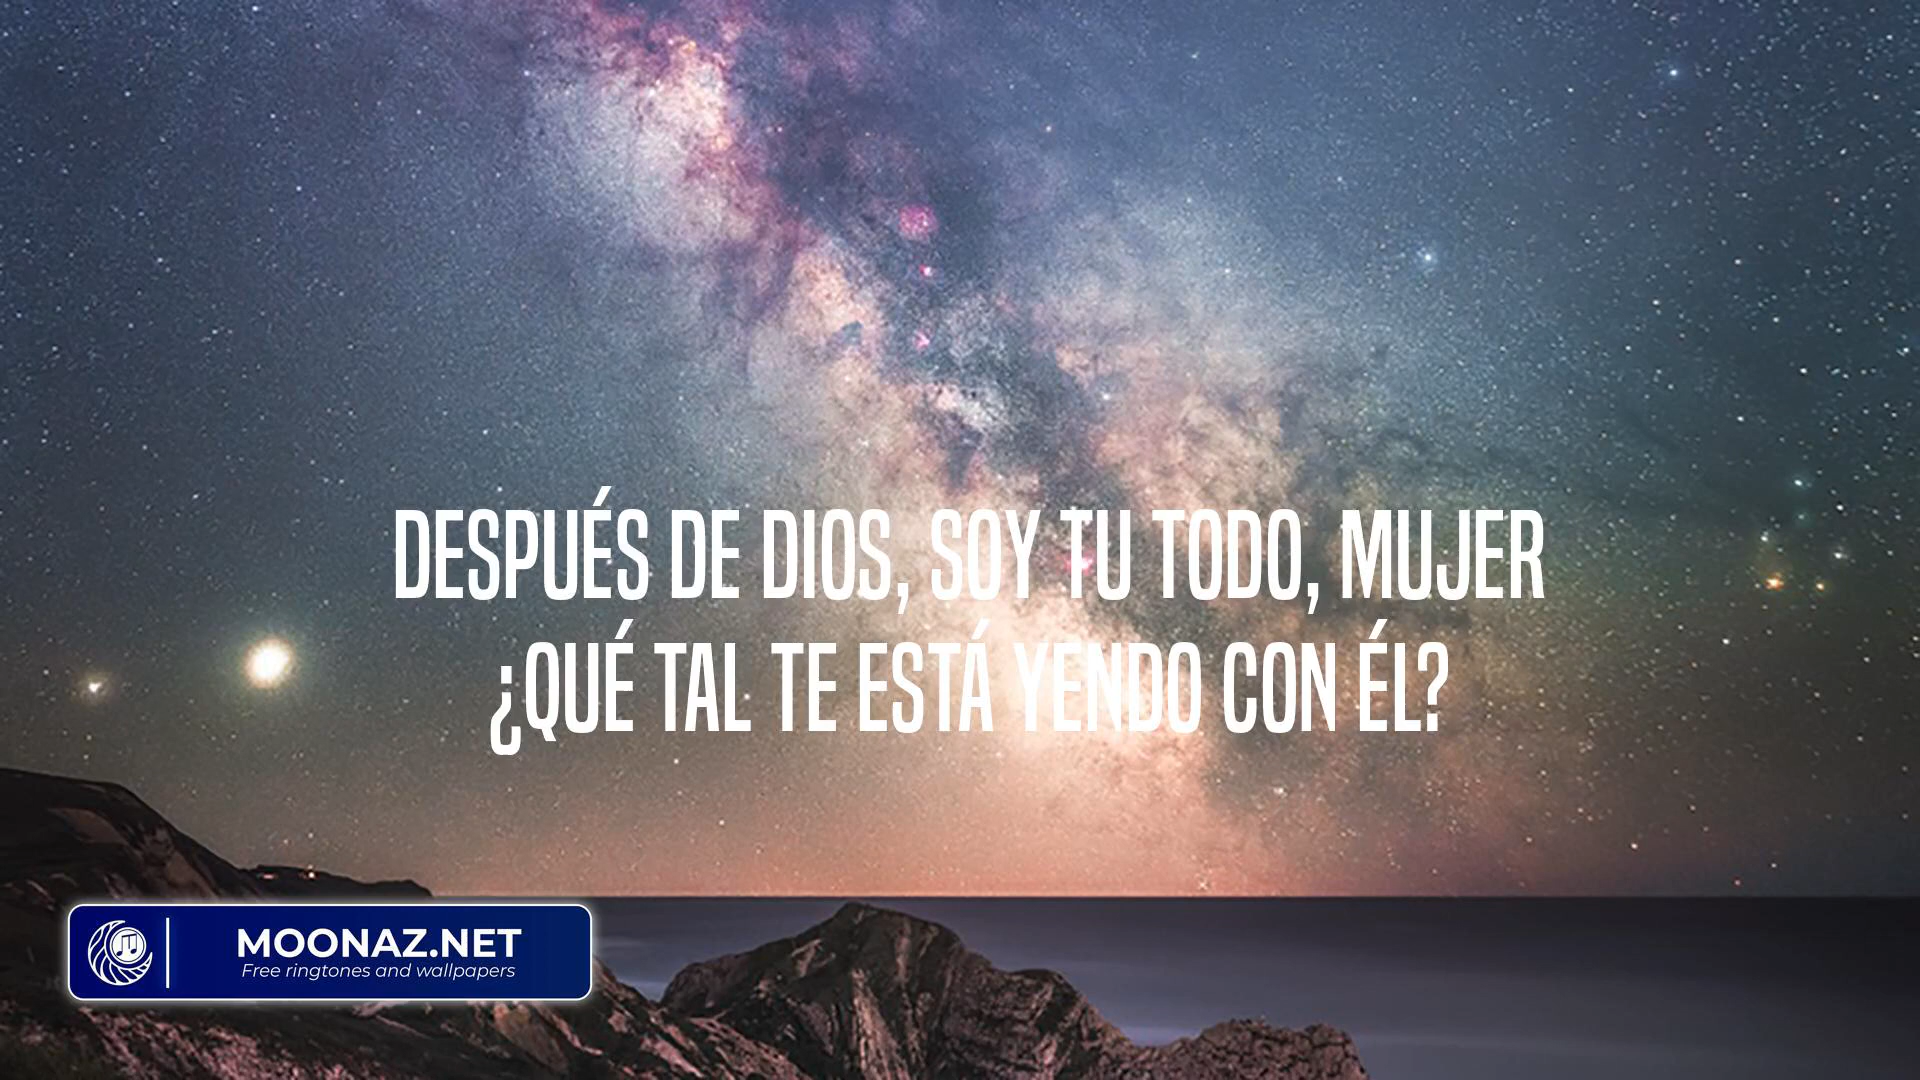 DESPUÉS DE DIOS, SOY TU TODO, MUJER
¿QUÉ TAL TE ESTÁ YENDO CON ÉL?
MOONAZ.NET
Free ringtones and wallpapers